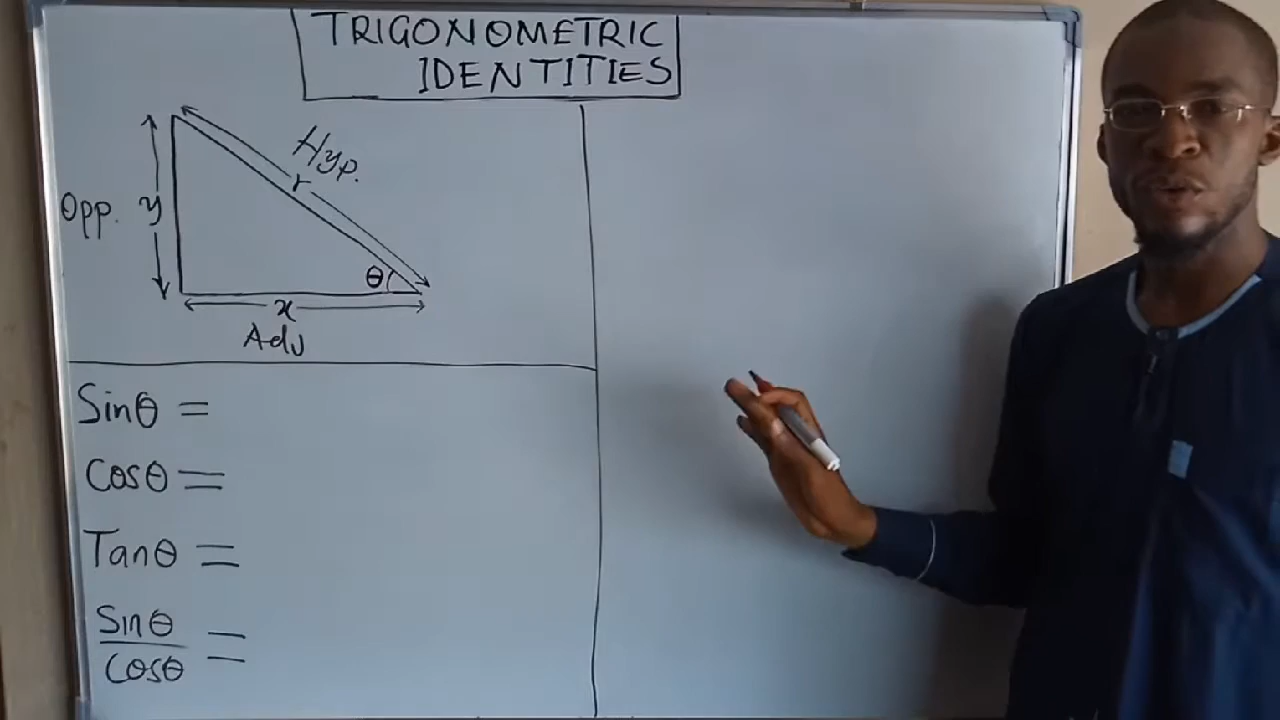 TRIGONOMETRIC
IDENTITIES
Hyp.
r
Opp. y
θ
x
Adj
Sinθ =
Cosθ =
Tanθ =
Sinθ
Cosθ =